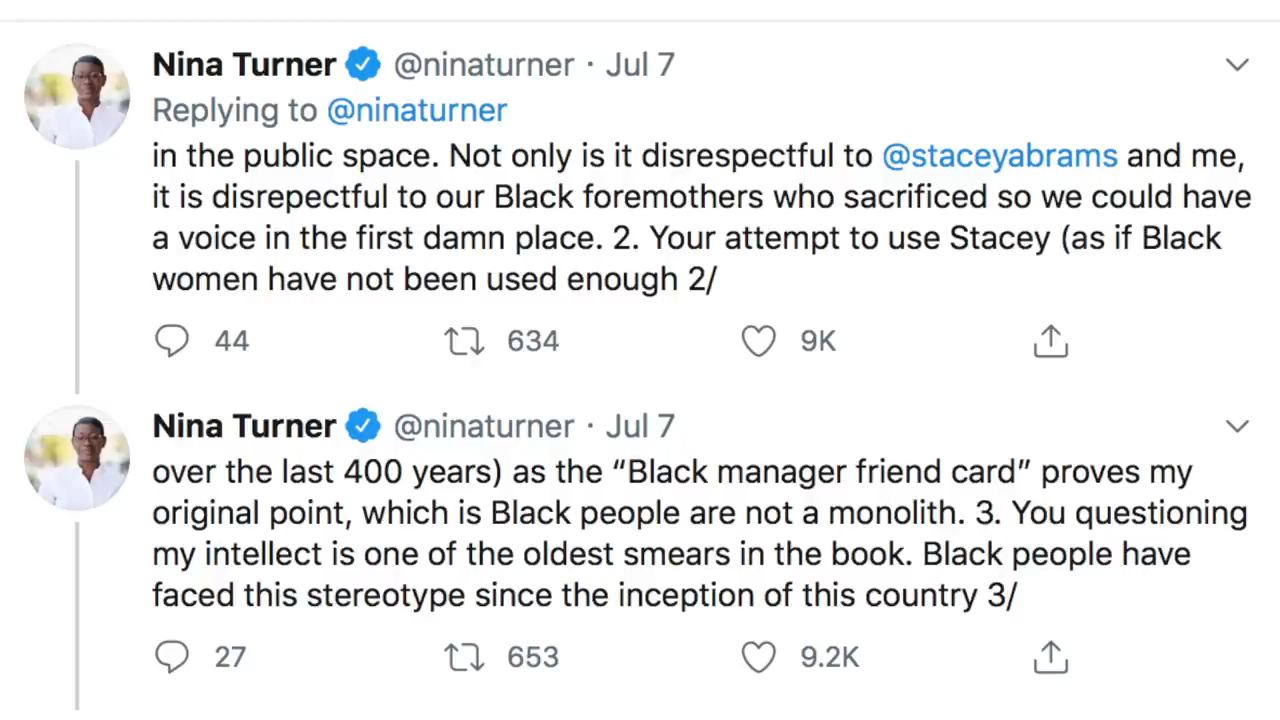 Nina Turner @ninaturner · Jul 7
Replying to @ninaturner
in the public space. Not only is it disrespectful to @staceyabrams and me,
it is disrepectful to our Black foremothers who sacrificed so we could have
a voice in the first damn place. 2. Your attempt to use Stacey (as if Black
women have not been used enough 2/
44 634 9K
Nina Turner @ninaturner · Jul 7
over the last 400 years) as the “Black manager friend card” proves my
original point, which is Black people are not a monolith. 3. You questioning
my intellect is one of the oldest smears in the book. Black people have
faced this stereotype since the inception of this country 3/
27 653 9.2K